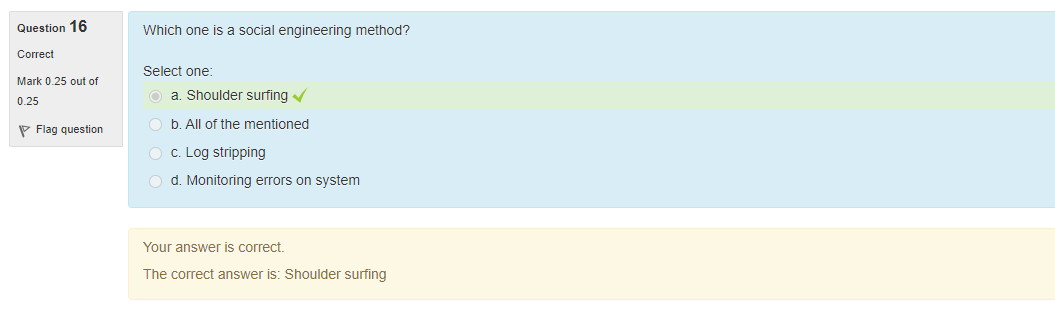 Question 16
Correct
Mark 0.25 out of
0.25
Flag question
Which one is a social engineering method?
Select one:
a. Shoulder surfing
b. All of the mentioned
c. Log stripping
d. Monitoring errors on system
Your answer is correct.
The correct answer is: Shoulder surfing